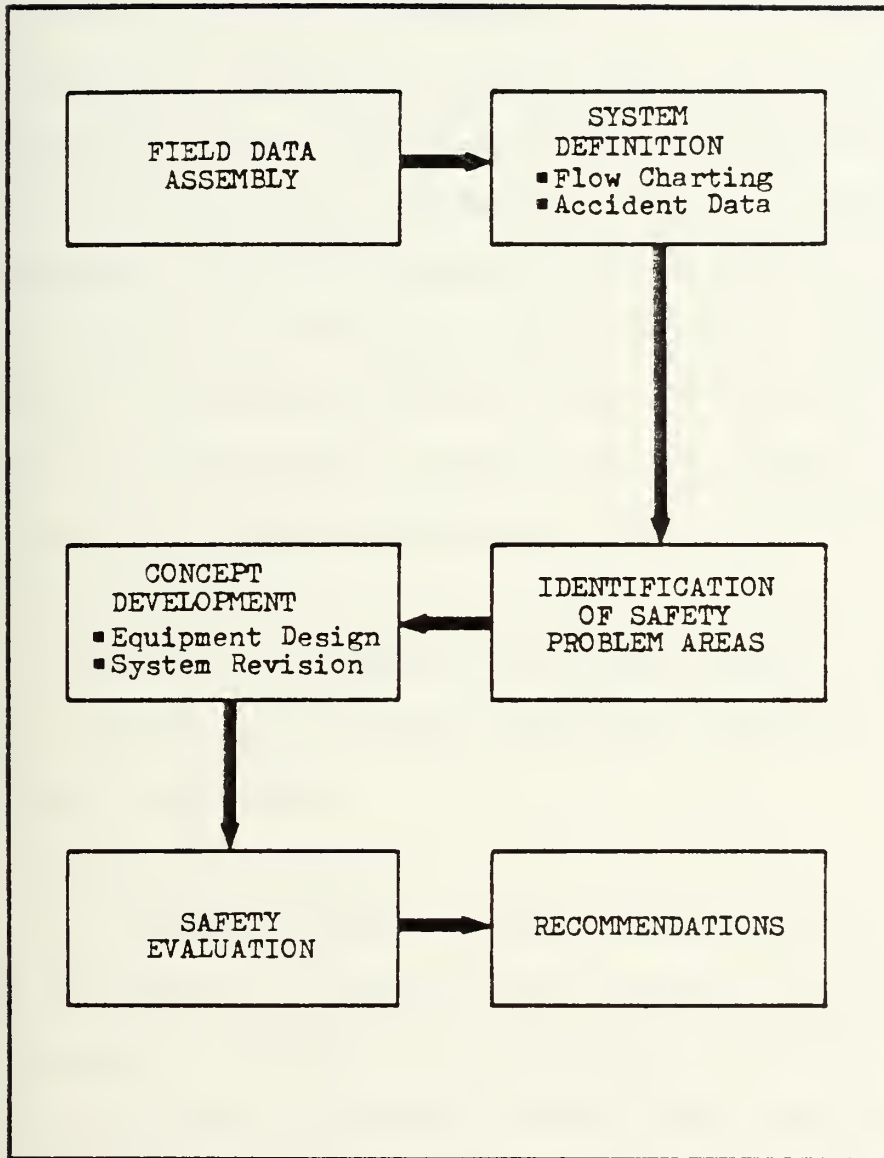 FIELD DATA
ASSEMBLY
SYSTEM
DEFINITION
▪Flow Charting
▪Accident Data
IDENTIFICATION
OF SAFETY
PROBLEM AREAS
CONCEPT
DEVELOPMENT
▪Equipment Design
▪System Revision
SAFETY
EVALUATION
RECOMMENDATIONS